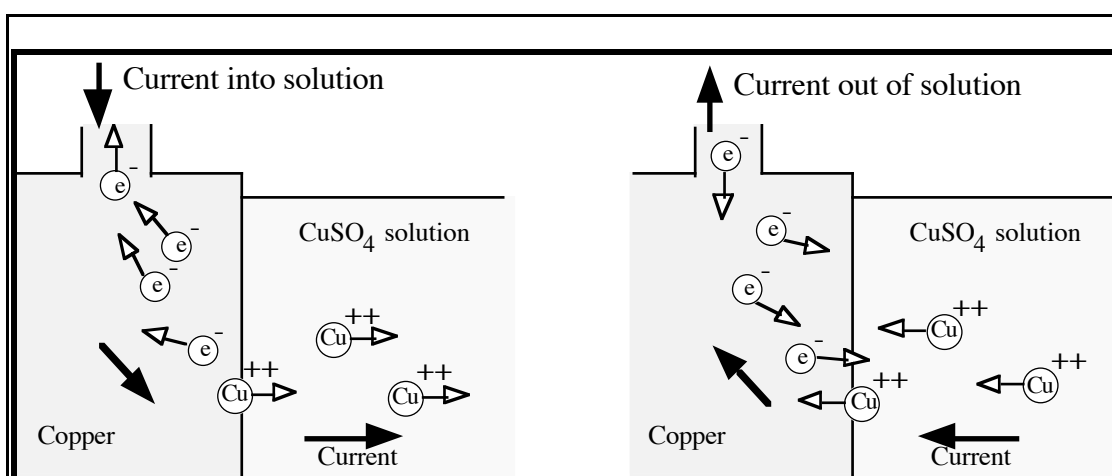 Current into solution
e-
e-
e-
e-
CuSO4 solution
Cu++
Cu++
Cu++
Copper
Current
Current out of solution
e-
e-
e-
e-
CuSO4 solution
Cu++
Cu++
Cu++
Copper
Current